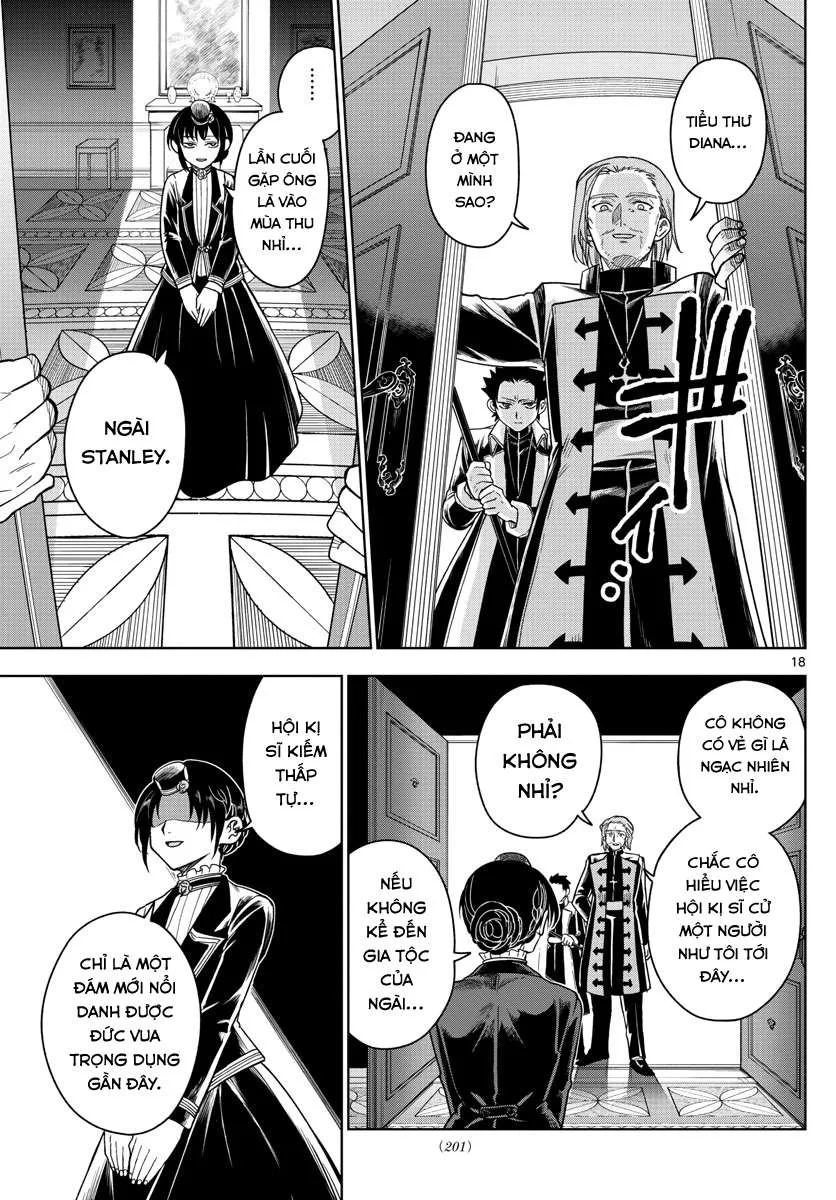 TIỂU THƯ
DIANA...
ĐANG
Ở MỘT
MÌNH
SAO?
ギィ。
......
LẦN CUỐI
GẶP ÔNG
LÀ VÀO
MÙA THU
NHỈ...
NGÀI
STANLEY.
18
CÔ KHÔNG
CÓ VẺ GÌ LÀ
NGẠC NHIÊN
NHỈ.
CHẮC CÔ
HIỂU VIỆC
HỘI KỊ SĨ CỬ
MỘT NGƯỜI
NHƯ TÔI TỚI
ĐÂY...
PHẢI
KHÔNG
NHỈ?
NẾU
KHÔNG
KỂ ĐẾN
GIA TỘC
CỦA
NGÀI...
HỘI KỊ
SĨ KIẾM
THẬP
TỰ...
CHỈ LÀ MỘT
ĐÁM MỚI NỔI
DANH ĐƯỢC
ĐỨC VUA
TRỌNG DỤNG
GẦN ĐÂY.
(201)